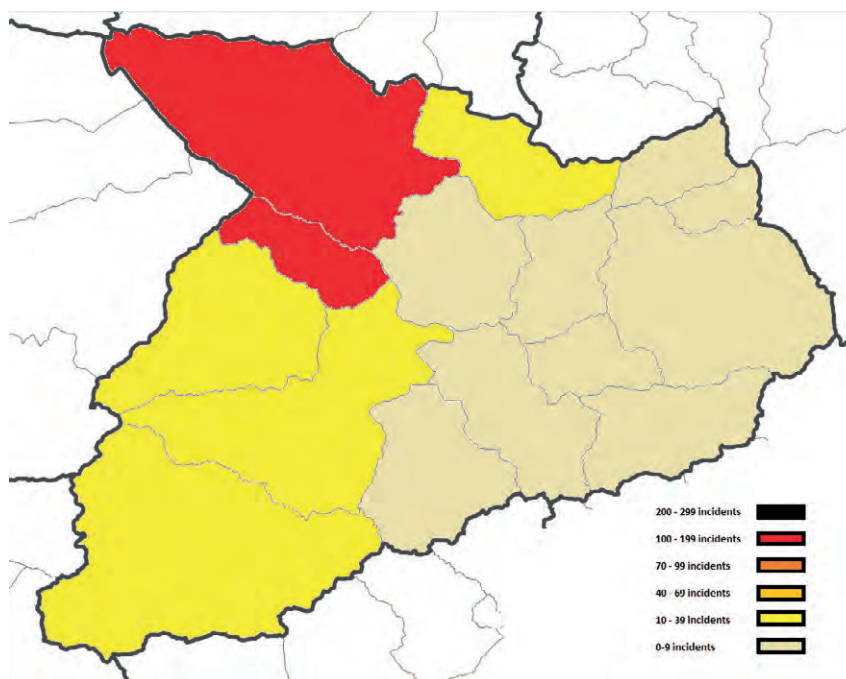 200 - 299 incidents
100 - 199 incidents
70 - 99 incidents
40 - 69 incidents
10 - 39 Incidents
0-9 incidents